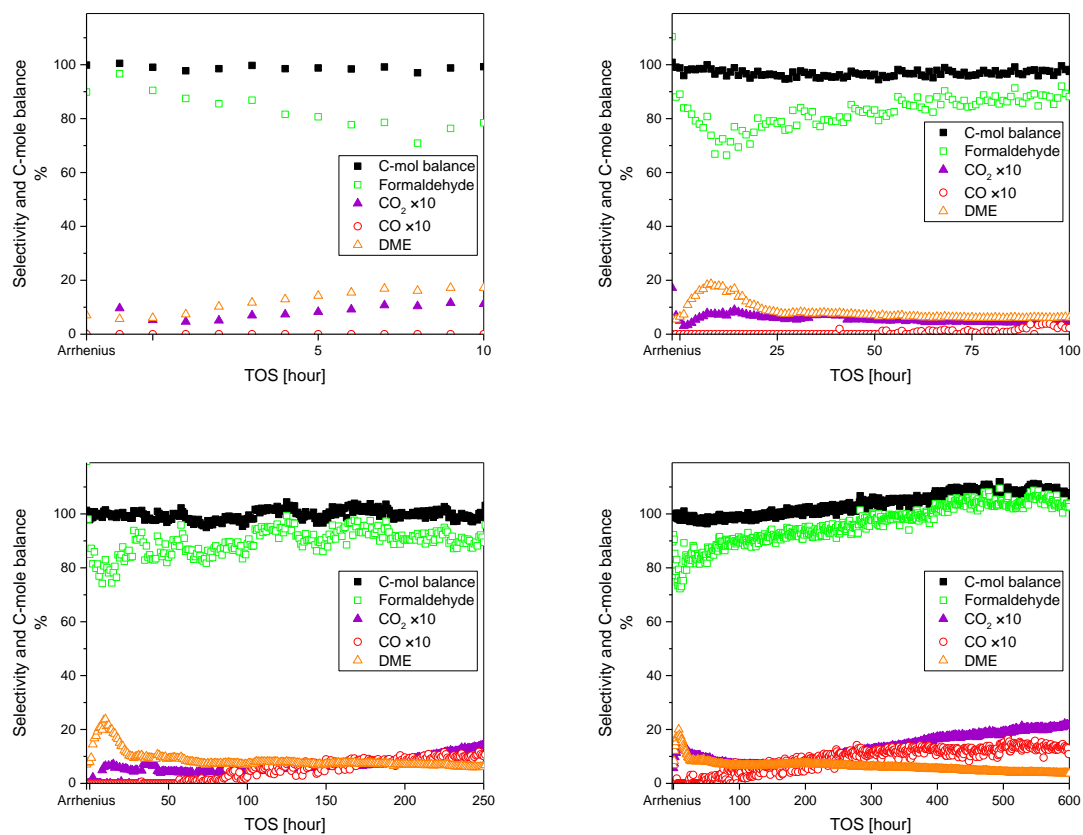 100
80
60
40
20
0
Selectivity and C-mole balance
%
C-mol balance
Formaldehyde
CO₂ ×10
CO ×10
DME
Arrhenius
5
10
TOS [hour]
100
80
60
40
20
0
Selectivity and C-mole balance
%
C-mol balance
Formaldehyde
CO₂ ×10
CO ×10
DME
Arrhenius
25
50
75
100
TOS [hour]
100
80
60
40
20
0
Selectivity and C-mole balance
%
C-mol balance
Formaldehyde
CO₂ ×10
CO ×10
DME
Arrhenius
50
100
150
200
250
TOS [hour]
100
80
60
40
20
0
Selectivity and C-mole balance
%
C-mol balance
Formaldehyde
CO₂ ×10
CO ×10
DME
Arrhenius
100
200
300
400
500
600
TOS [hour]